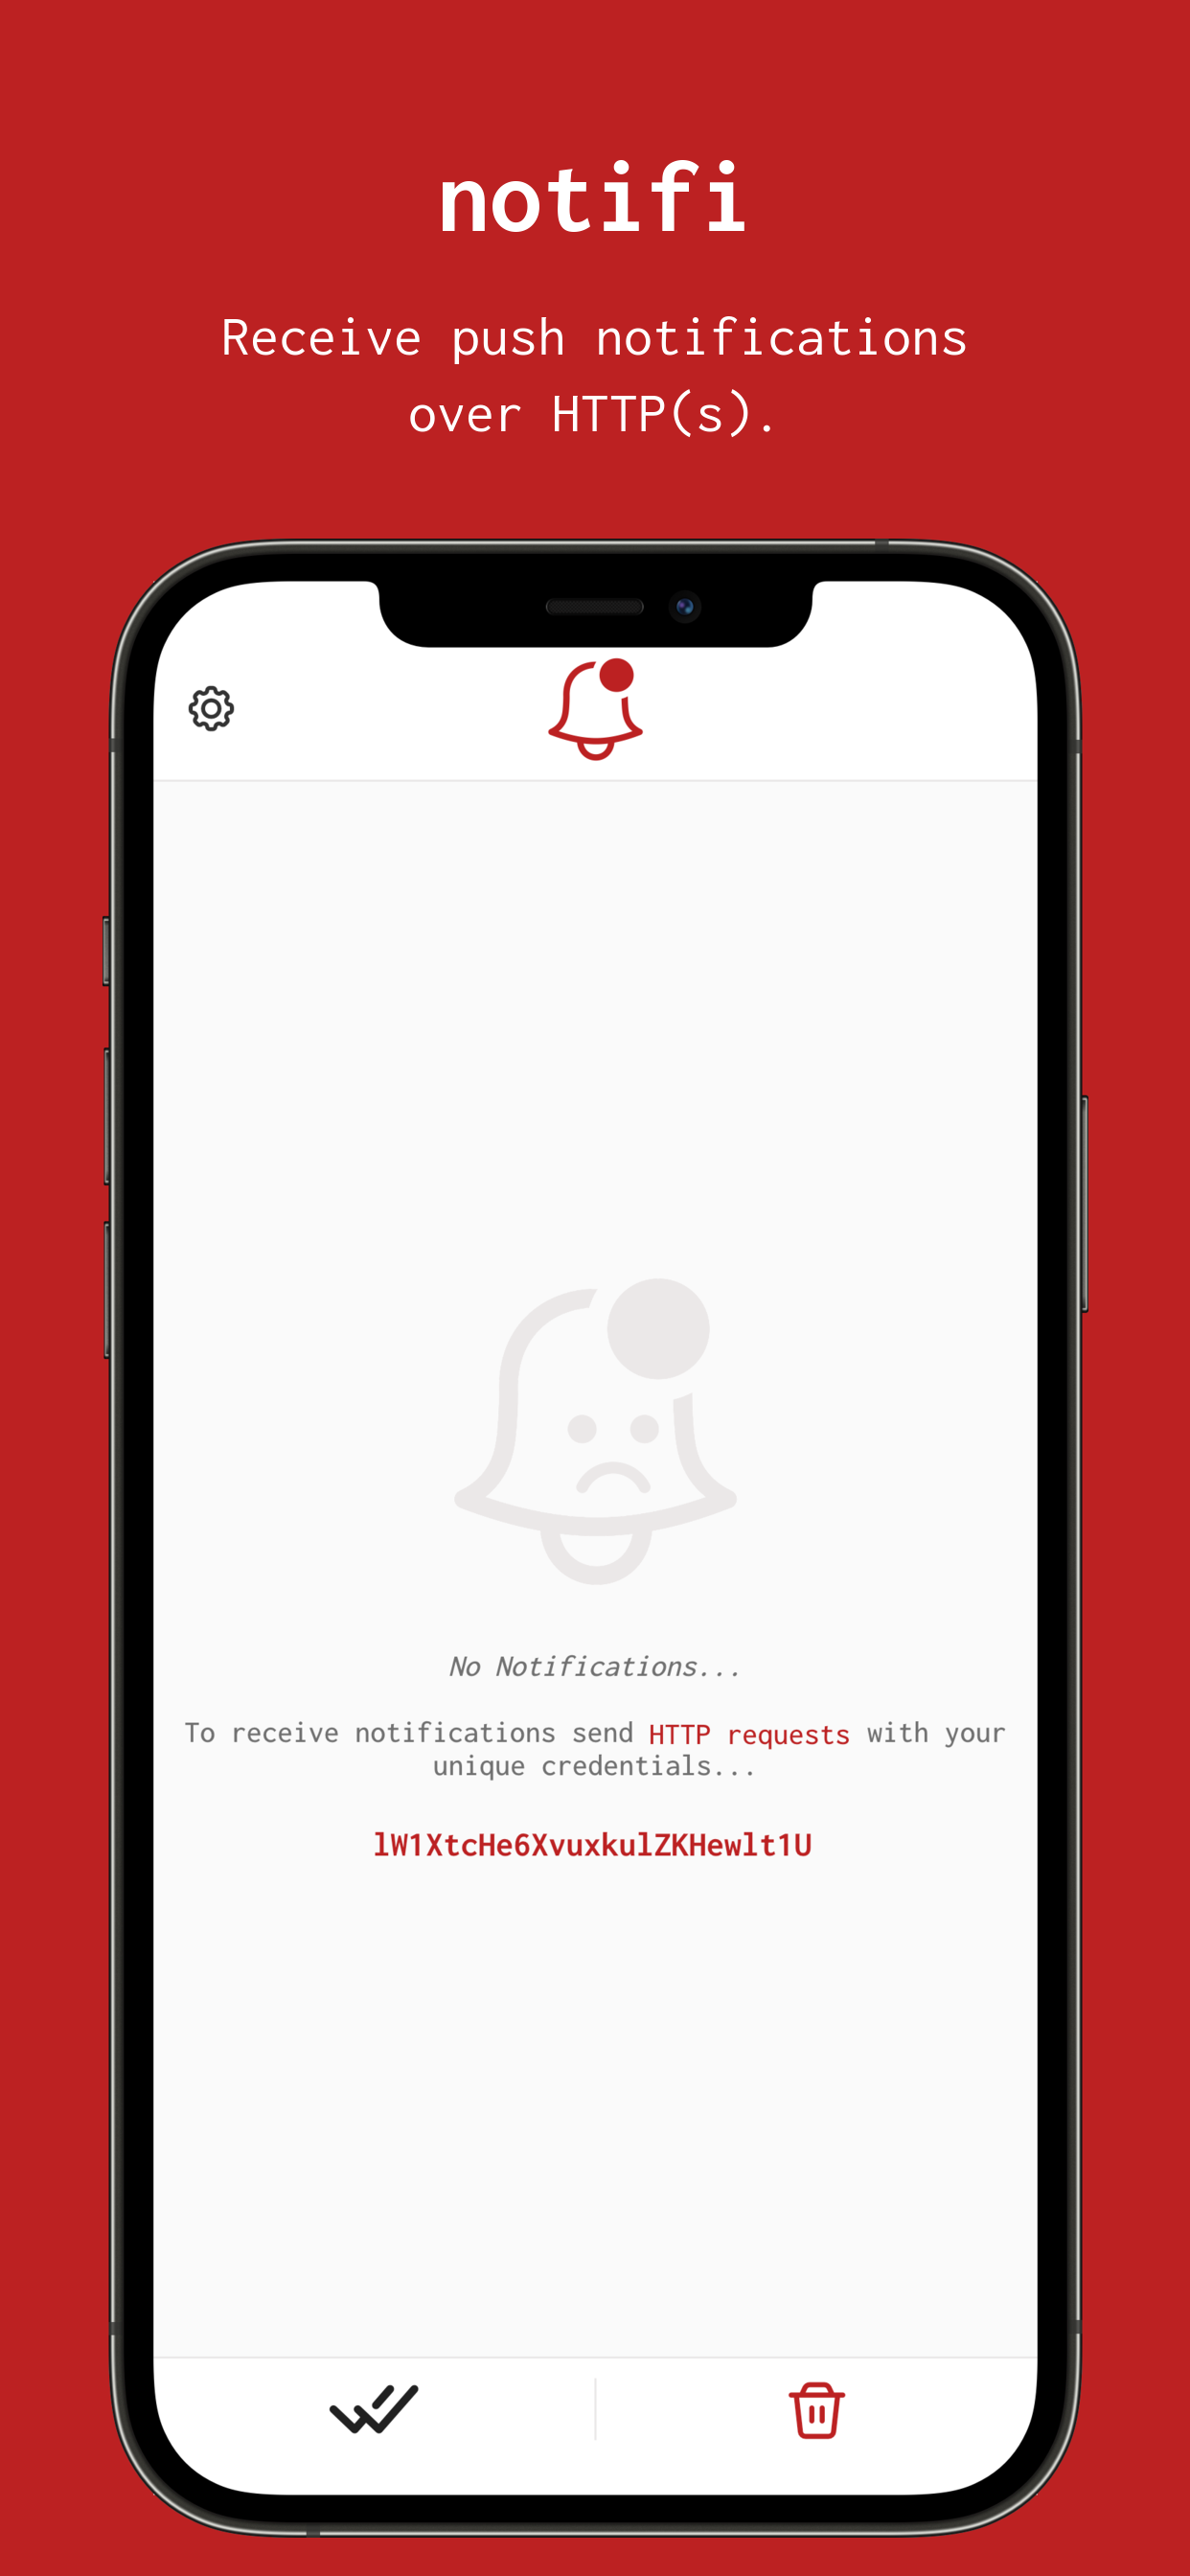 notifi
Receive push notifications
over HTTP(s).
No Notifications...
To receive notifications send HTTP requests with your
unique credentials...
lW1XtcHe6XvuxkulZKHewlt1U